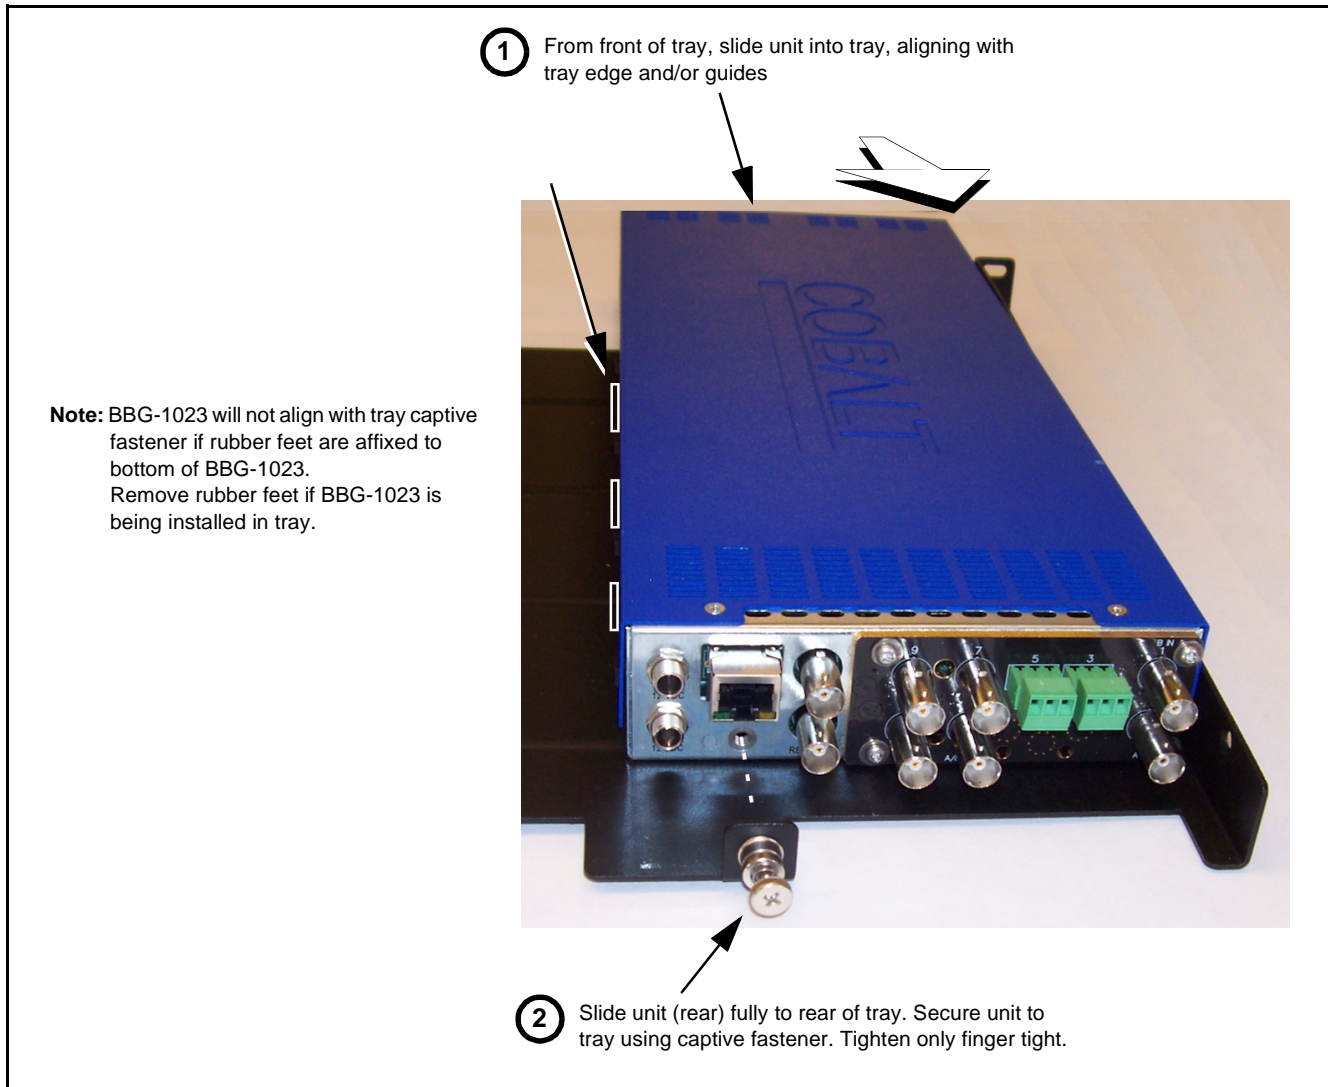 1
From front of tray, slide unit into tray, aligning with
tray edge and/or guides
Note: BBG-1023 will not align with tray captive
fastener if rubber feet are affixed to
bottom of BBG-1023.
Remove rubber feet if BBG-1023 is
being installed in tray.
COBALT
9
7
5
3
1
B IN
2
Slide unit (rear) fully to rear of tray. Secure unit to
tray using captive fastener. Tighten only finger tight.